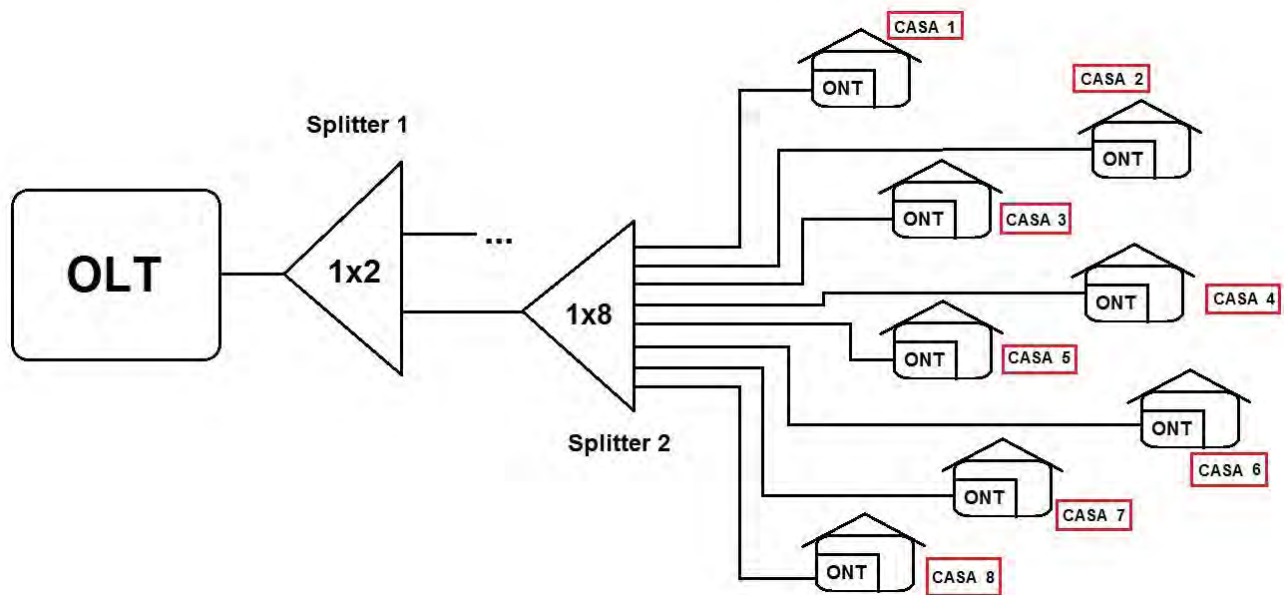 CASA 1
ONT
CASA 2
ONT
Splitter 1
ONT
CASA 3
OLT
1x2
...
1x8
ONT
CASA 4
ONT
CASA 5
Splitter 2
ONT
CASA 6
ONT
CASA 7
ONT
CASA 8